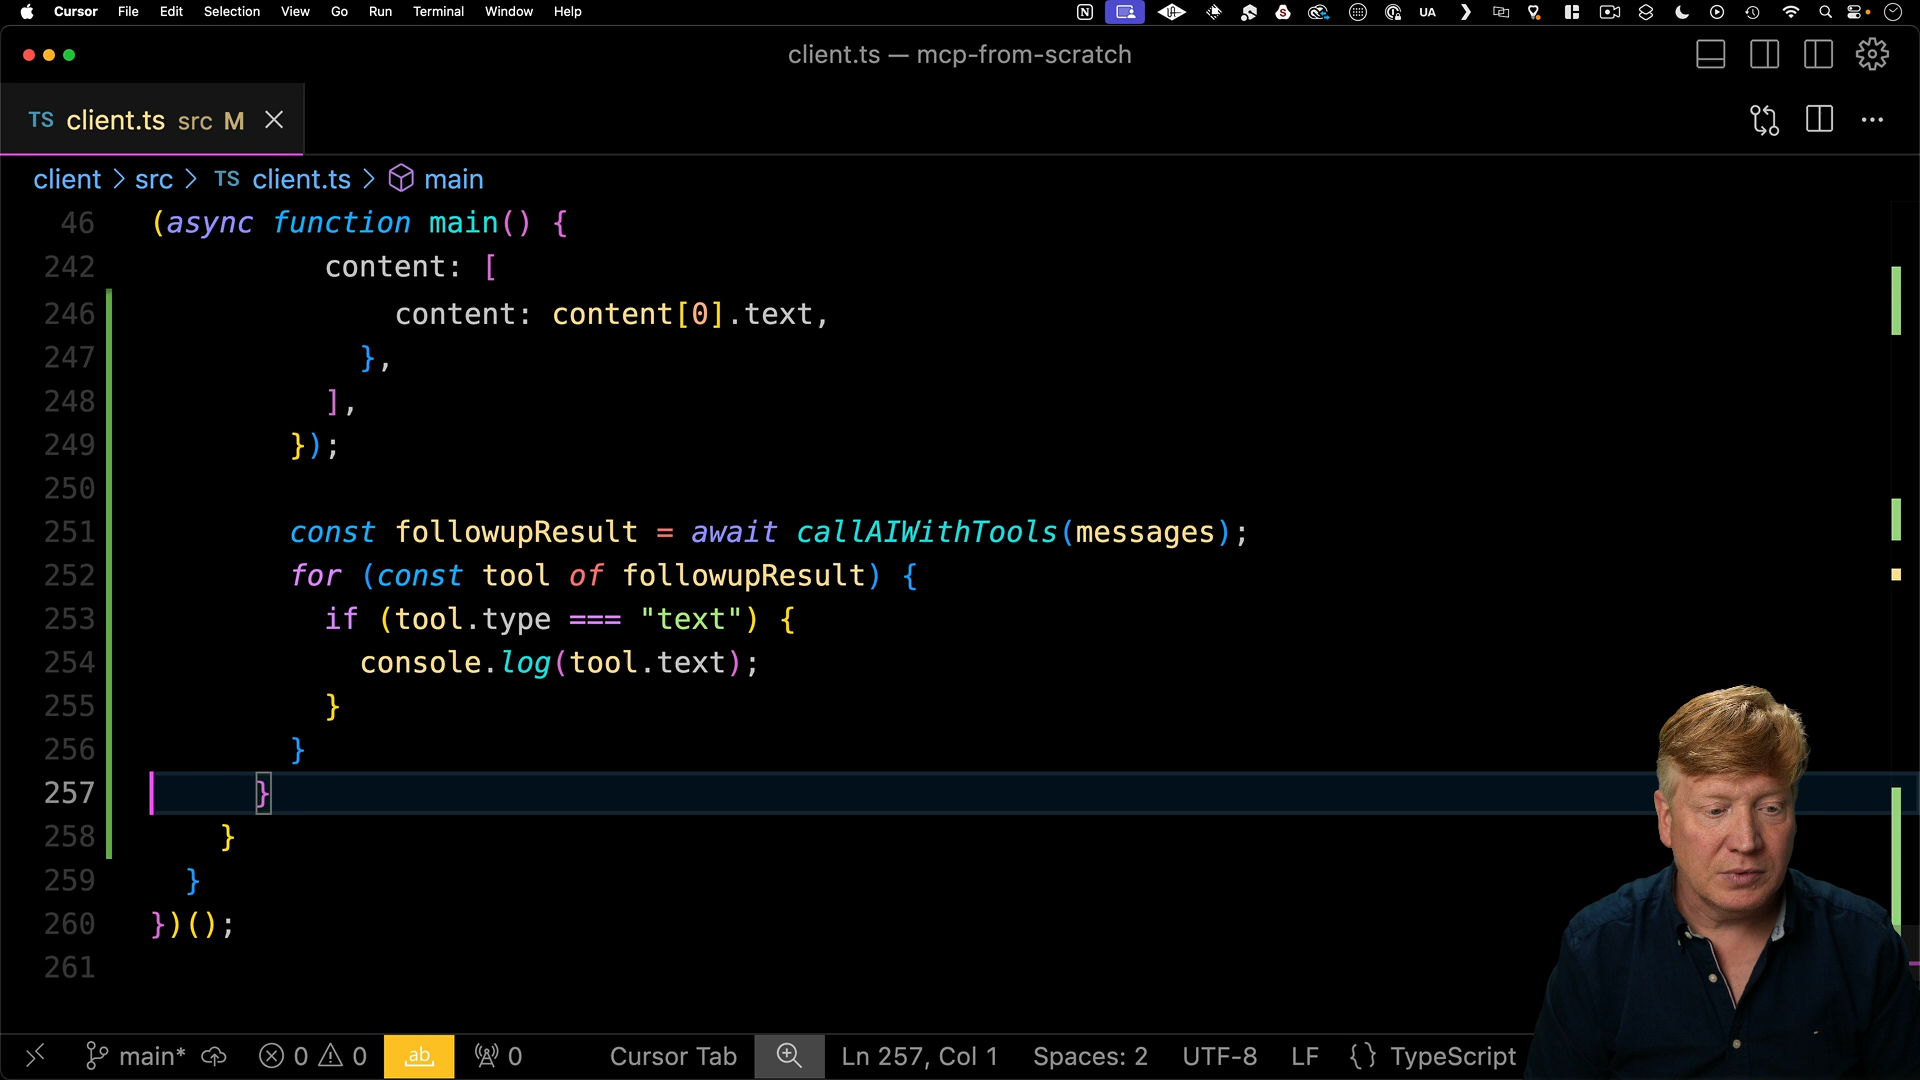 Cursor File Edit Selection View Go Run Terminal Window Help UA
client.ts — mcp-from-scratch
TS client.ts src M
client > src > TS client.ts > main
46 (async function main() {
242 content: [
246 content: content[0].text,
247 },
248 ],
249 });
250
251 const followupResult = await callAIWithTools(messages);
252 for (const tool of followupResult) {
253 if (tool.type === "text") {
254 console.log(tool.text);
255 }
256 }
257 }
258 }
259 }
260 })();
261
main* 0 0 ab 0 Cursor Tab Ln 257, Col 1 Spaces: 2 UTF-8 LF {} TypeScript